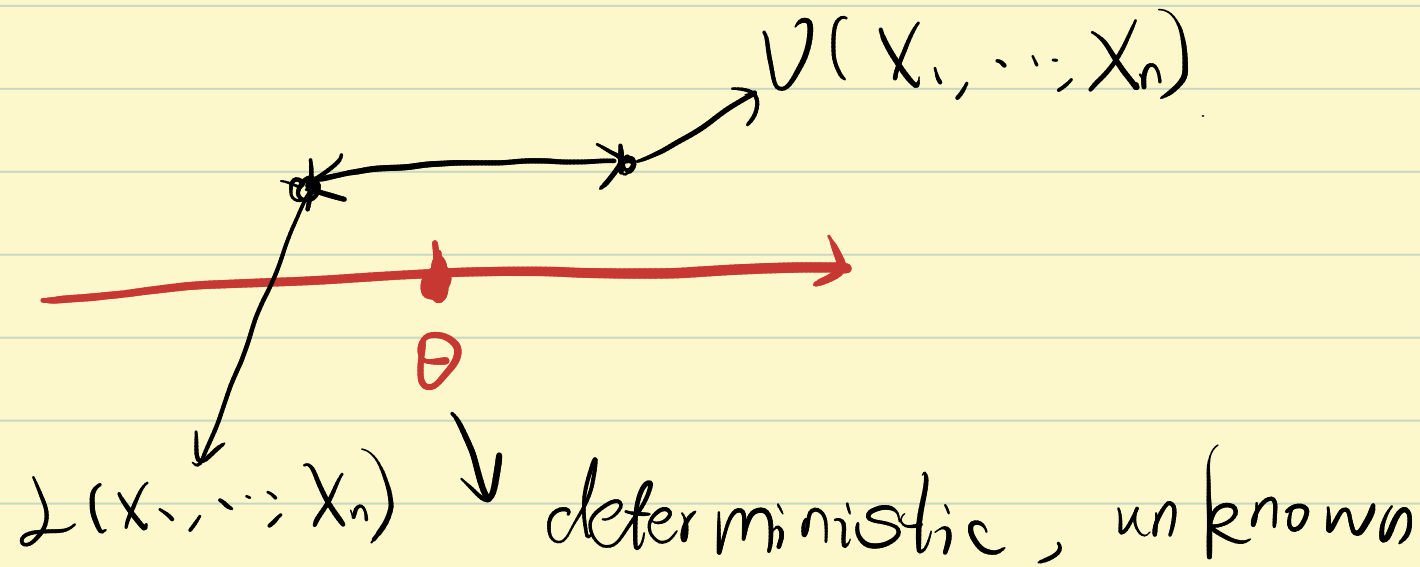 U(X₁, ..., Xₙ)
θ
L(X₁, ..., Xₙ)
deterministic, unknown